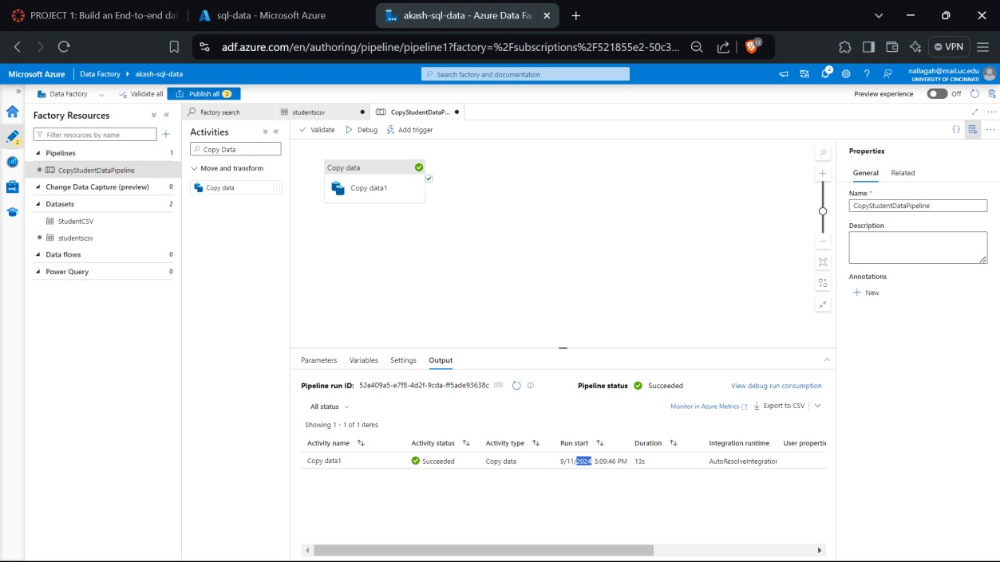 PROJECT 1: Build an End-to-end dat
sql-data - Microsoft Azure
akash-sql-data - Azure Data Fac
adf.azure.com/en/authoring/pipeline/pipeline1?factory=%2Fsubscriptions%2F521855e2-50c3...
12
VPN
Microsoft Azure
Data Factory
akash-sql-data
Search factory and documentation
4
nallagah@mail.uc.edu
UNIVERSITY OF CINCINNATI
Data Factory
Validate all
Publish all 2
Preview experience
Off
Factory Resources
Filter resources by name
Pipelines 1
CopyStudentDataPipeline
Change Data Capture (preview) 0
Datasets 2
StudentCSV
studentscsv
Data flows 0
Power Query 0
Factory search
studentscsv
CopyStudentDataP...
Activities
Copy Data
Move and transform
Copy data
Validate
Debug
Add trigger
Copy data
Copy data1
Properties
General
Related
Name *
CopyStudentDataPipeline
Description
Annotations
New
Parameters
Variables
Settings
Output
Pipeline run ID: 52e409a5-e7f8-4d2f-9cda-ff5ade93638c
Pipeline status
Succeeded
View debug run consumption
All status
Monitor in Azure Metrics
Export to CSV
Showing 1 - 1 of 1 items
Activity name
Activity status
Activity type
Run start
Duration
Integration runtime
User properti
Copy data1
Succeeded
Copy data
9/11/2024 5:09:46 PM
13s
AutoResolveIntegration